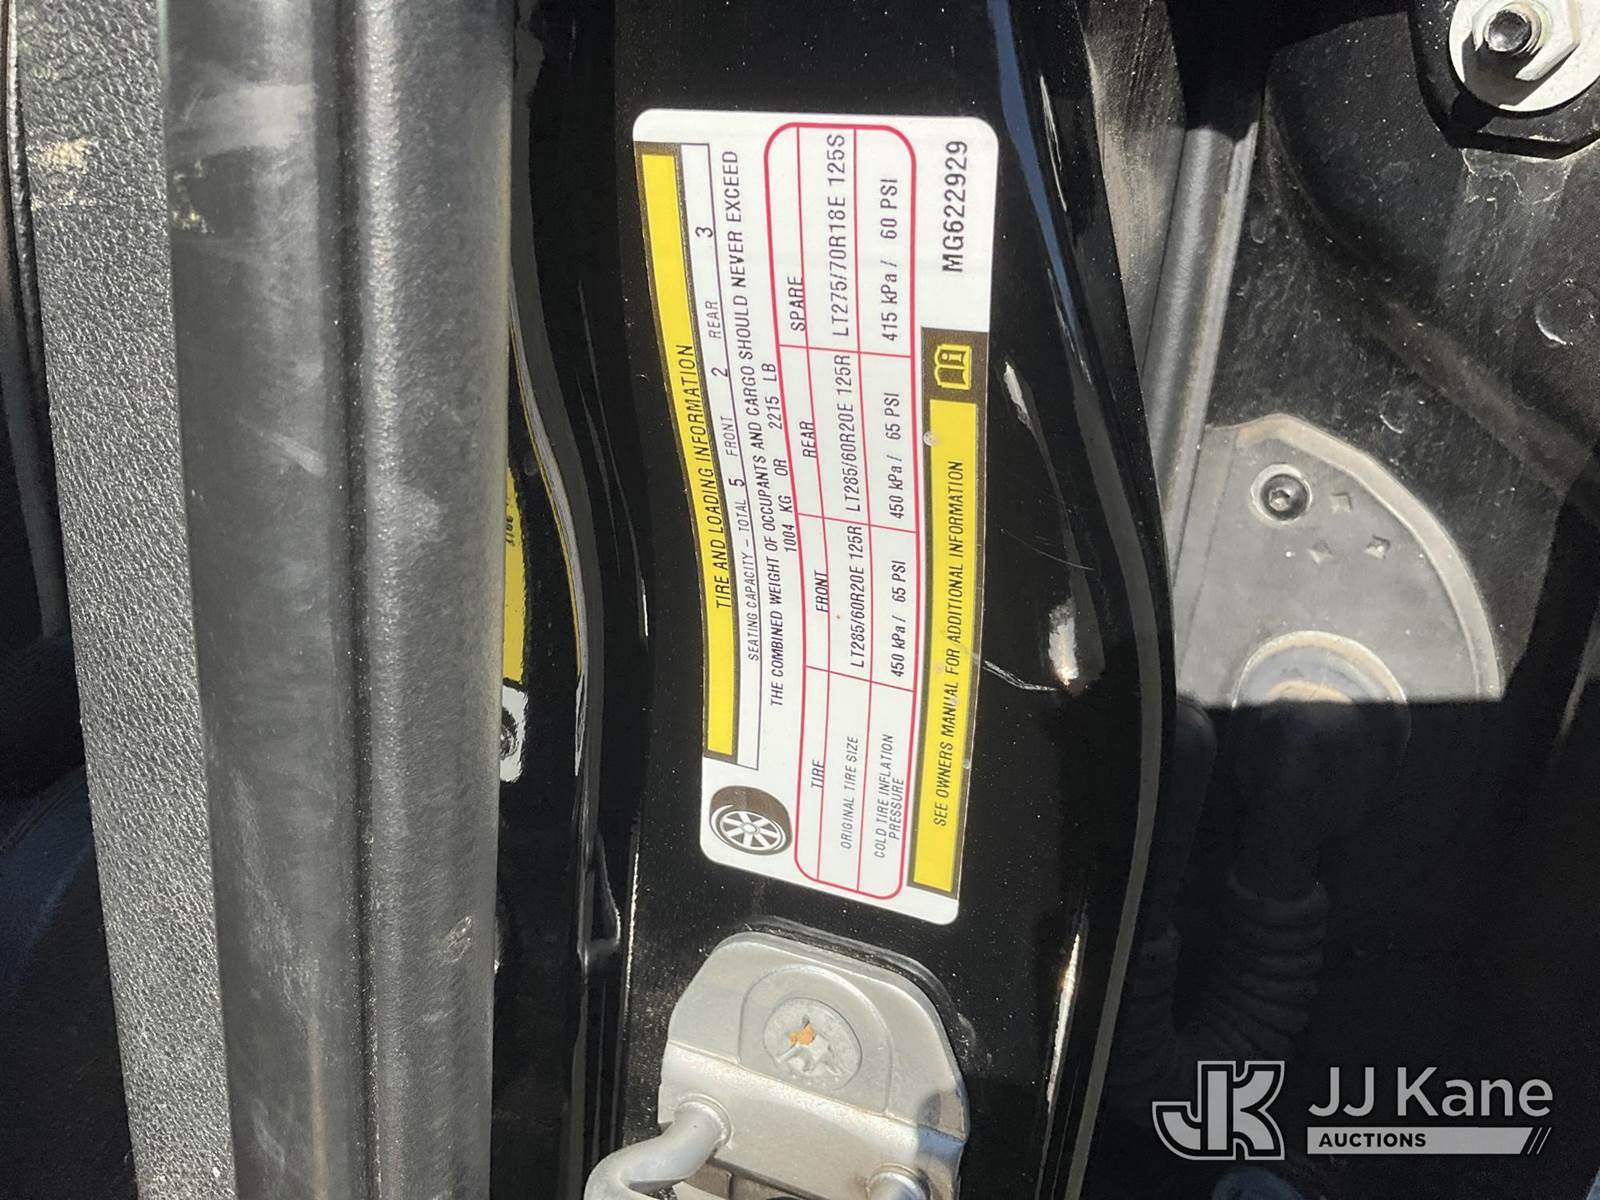 TIRE AND LOADING INFORMATION
SEATING CAPACITY – TOTAL 5 FRONT 2 REAR 3
THE COMBINED WEIGHT OF OCCUPANTS AND CARGO SHOULD NEVER EXCEED
1004 KG OR 2215 LB
TIRE FRONT REAR SPARE
ORIGINAL TIRE SIZE LT285/60R20E 125R LT285/60R20E 125R LT275/70R18E 125S
COLD TIRE INFLATION PRESSURE 450 kPa/ 65 PSI 450 kPa/ 65 PSI 415 kPa/ 60 PSI
SEE OWNERS MANUAL FOR ADDITIONAL INFORMATION
MG622929
JK JJ Kane
AUCTIONS